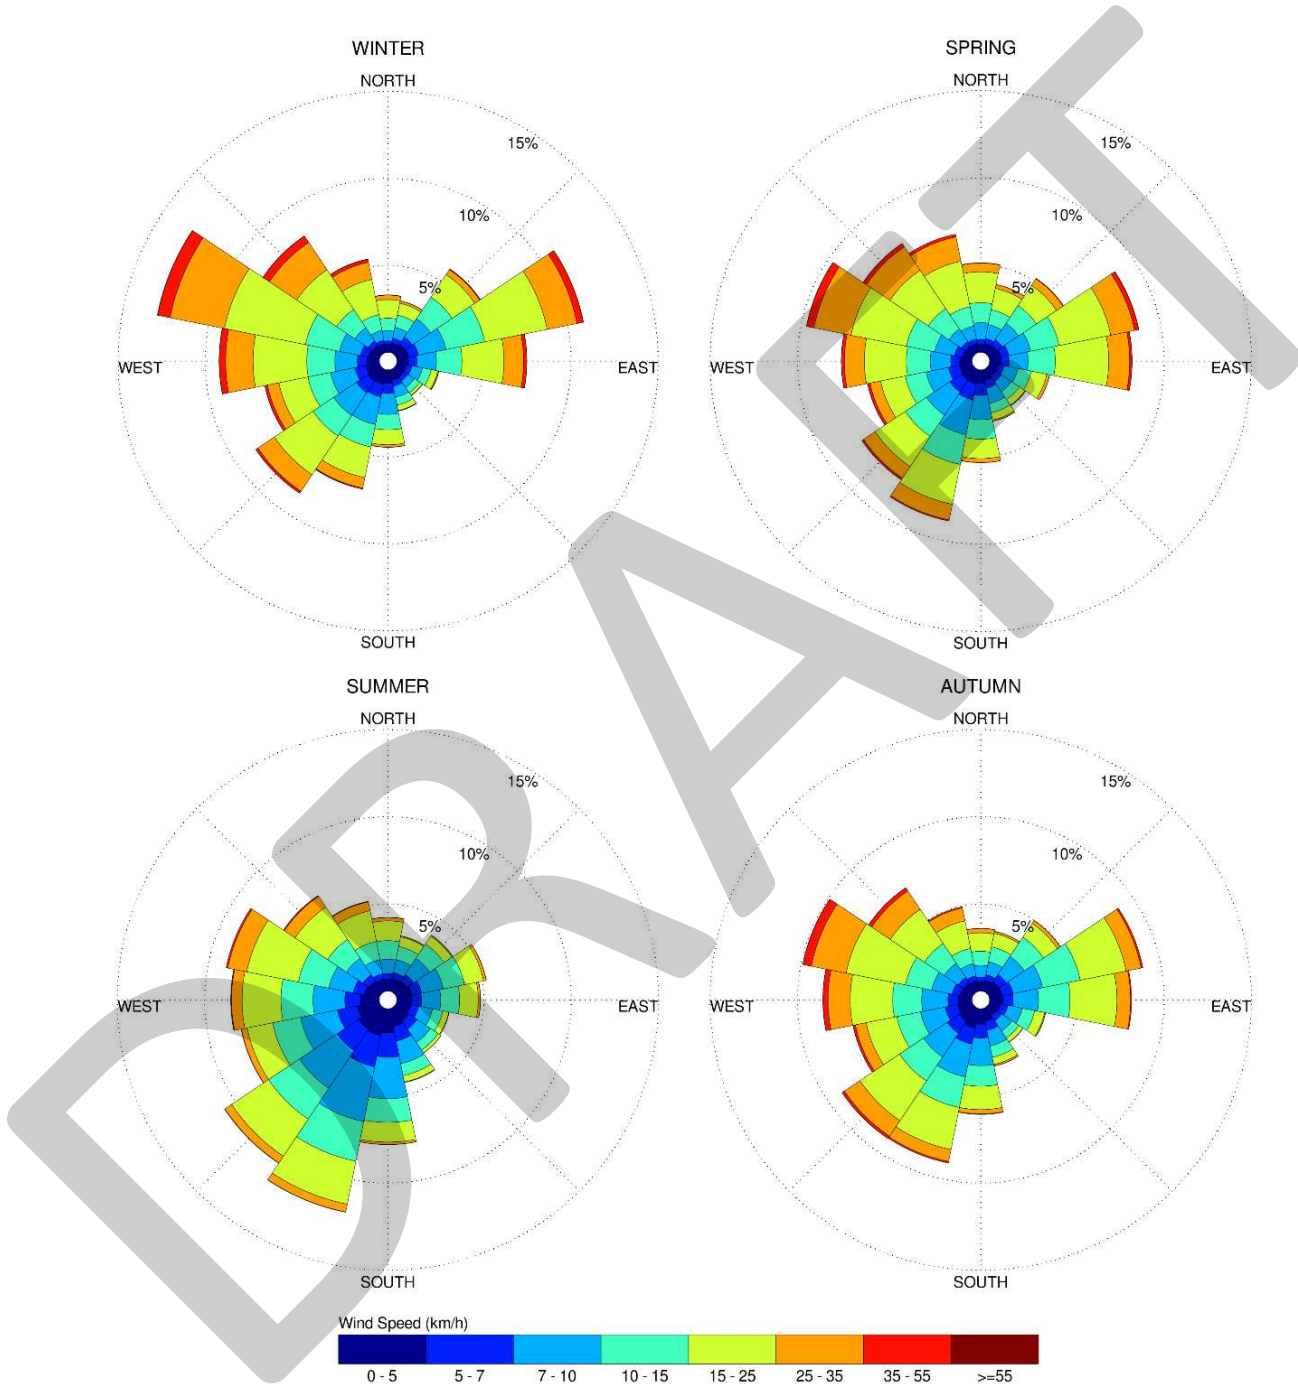 WINTER
NORTH
15%
10%
5%
WEST
EAST
SOUTH
SPRING
NORTH
15%
10%
5%
WEST
EAST
SOUTH
SUMMER
NORTH
15%
10%
5%
WEST
EAST
SOUTH
AUTUMN
NORTH
15%
10%
5%
WEST
EAST
SOUTH
DRAFT
Wind Speed (km/h)
0 - 5 5 - 7 7 - 10 10 - 15 15 - 25 25 - 35 35 - 55 >=55